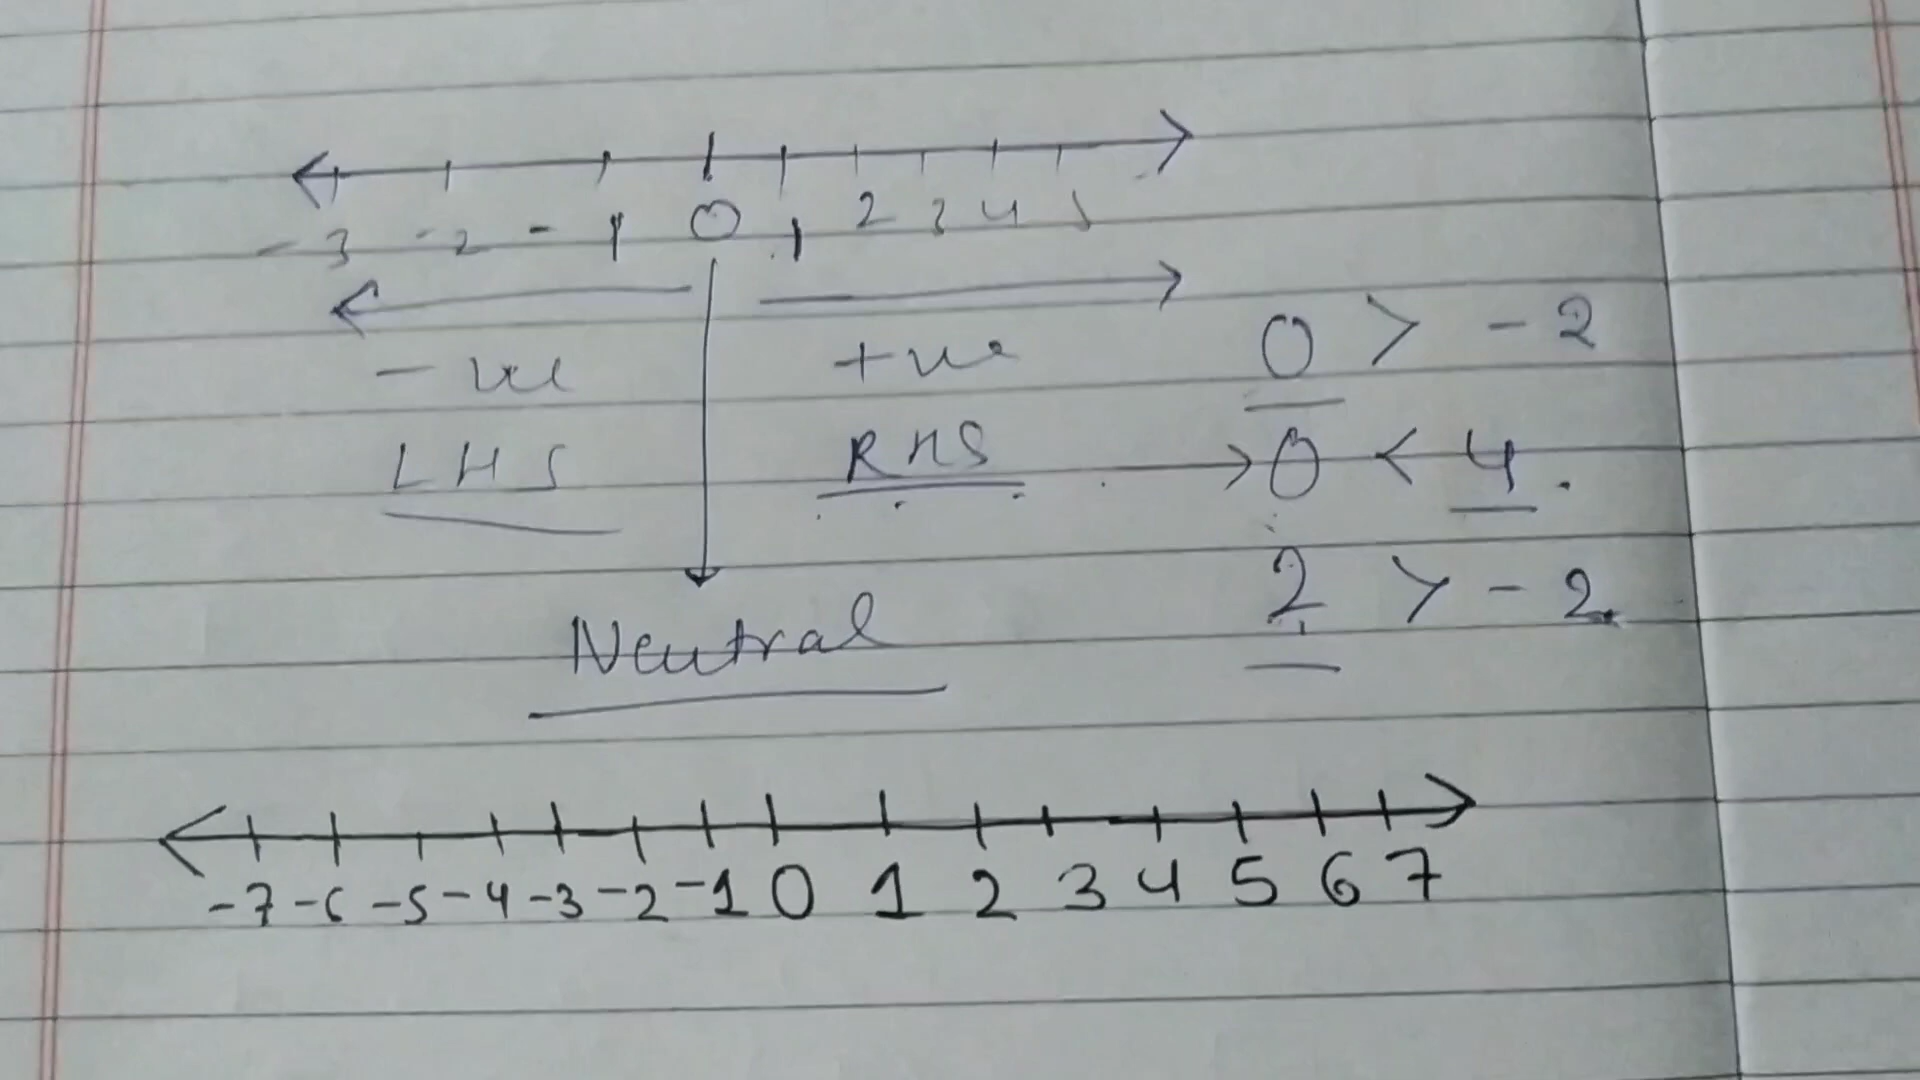 -3 -2 -1 0 1 2 3 4 5
-ve +ve
0 > -2
LHS RHS
0 < 4.
2 > -2.
Neutral
-7 -6 -5 -4 -3 -2 -1 0 1 2 3 4 5 6 7